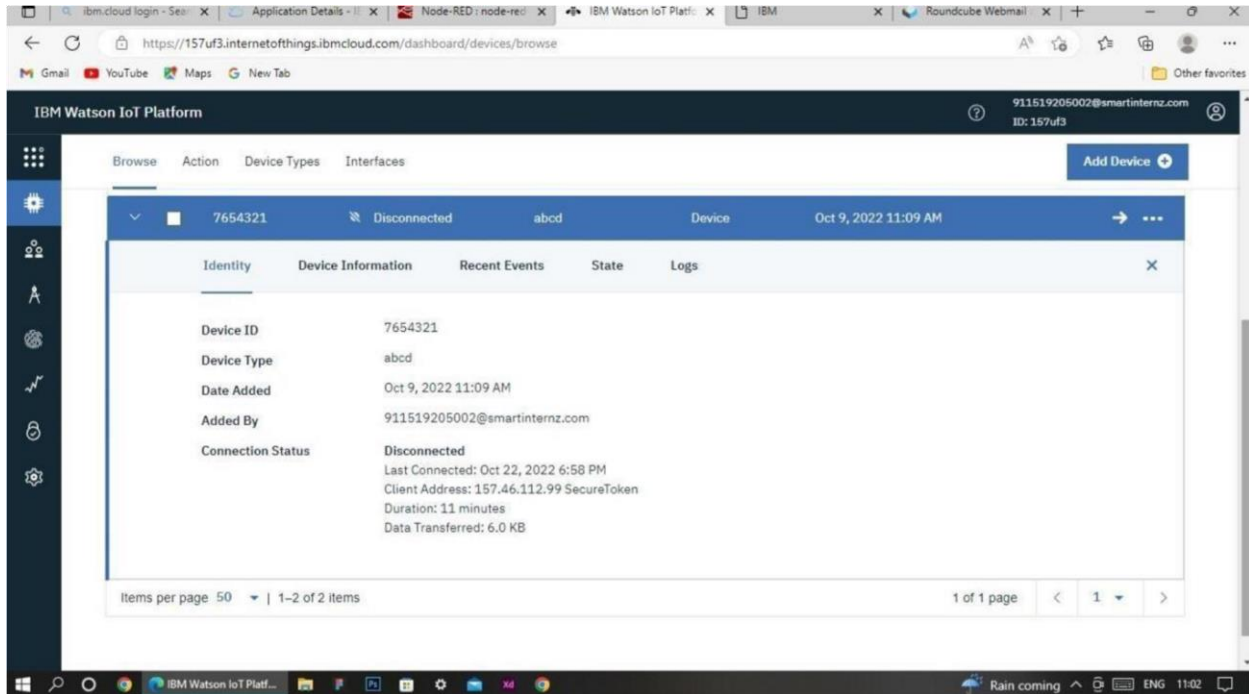 ibm.cloud login - Sear
Application Details - I
Node-RED : node-red
IBM Watson IoT Platfo
IBM
Roundcube Webmail
https://157uf3.internetofthings.ibmcloud.com/dashboard/devices/browse
Gmail YouTube Maps New Tab Other favorites
IBM Watson IoT Platform
911519205002@smartinternz.com
ID: 157uf3
Browse Action Device Types Interfaces Add Device
7654321 Disconnected abcd Device Oct 9, 2022 11:09 AM
Identity Device Information Recent Events State Logs
Device ID 7654321
Device Type abcd
Date Added Oct 9, 2022 11:09 AM
Added By 911519205002@smartinternz.com
Connection Status Disconnected
Last Connected: Oct 22, 2022 6:58 PM
Client Address: 157.46.112.99 SecureToken
Duration: 11 minutes
Data Transferred: 6.0 KB
Items per page 50 | 1–2 of 2 items 1 of 1 page < 1 >
IBM Watson IoT Platf... Ps Xd Rain coming ENG 11:02